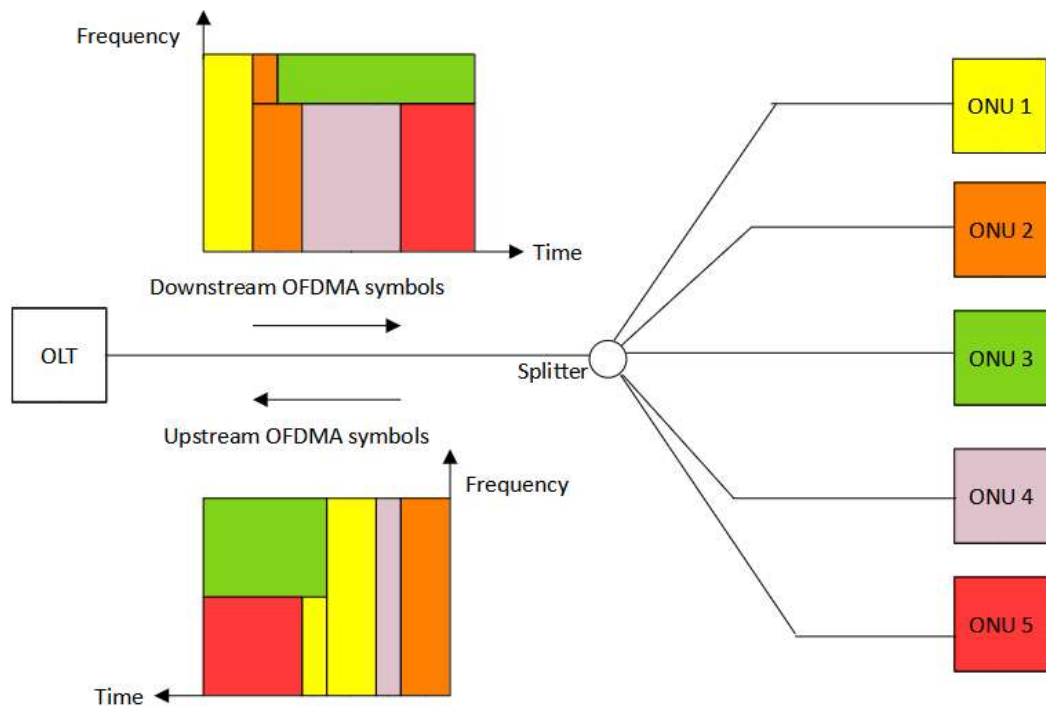 Frequency
Time
Downstream OFDMA symbols
OLT
Splitter
Upstream OFDMA symbols
Frequency
Time
ONU 1
ONU 2
ONU 3
ONU 4
ONU 5